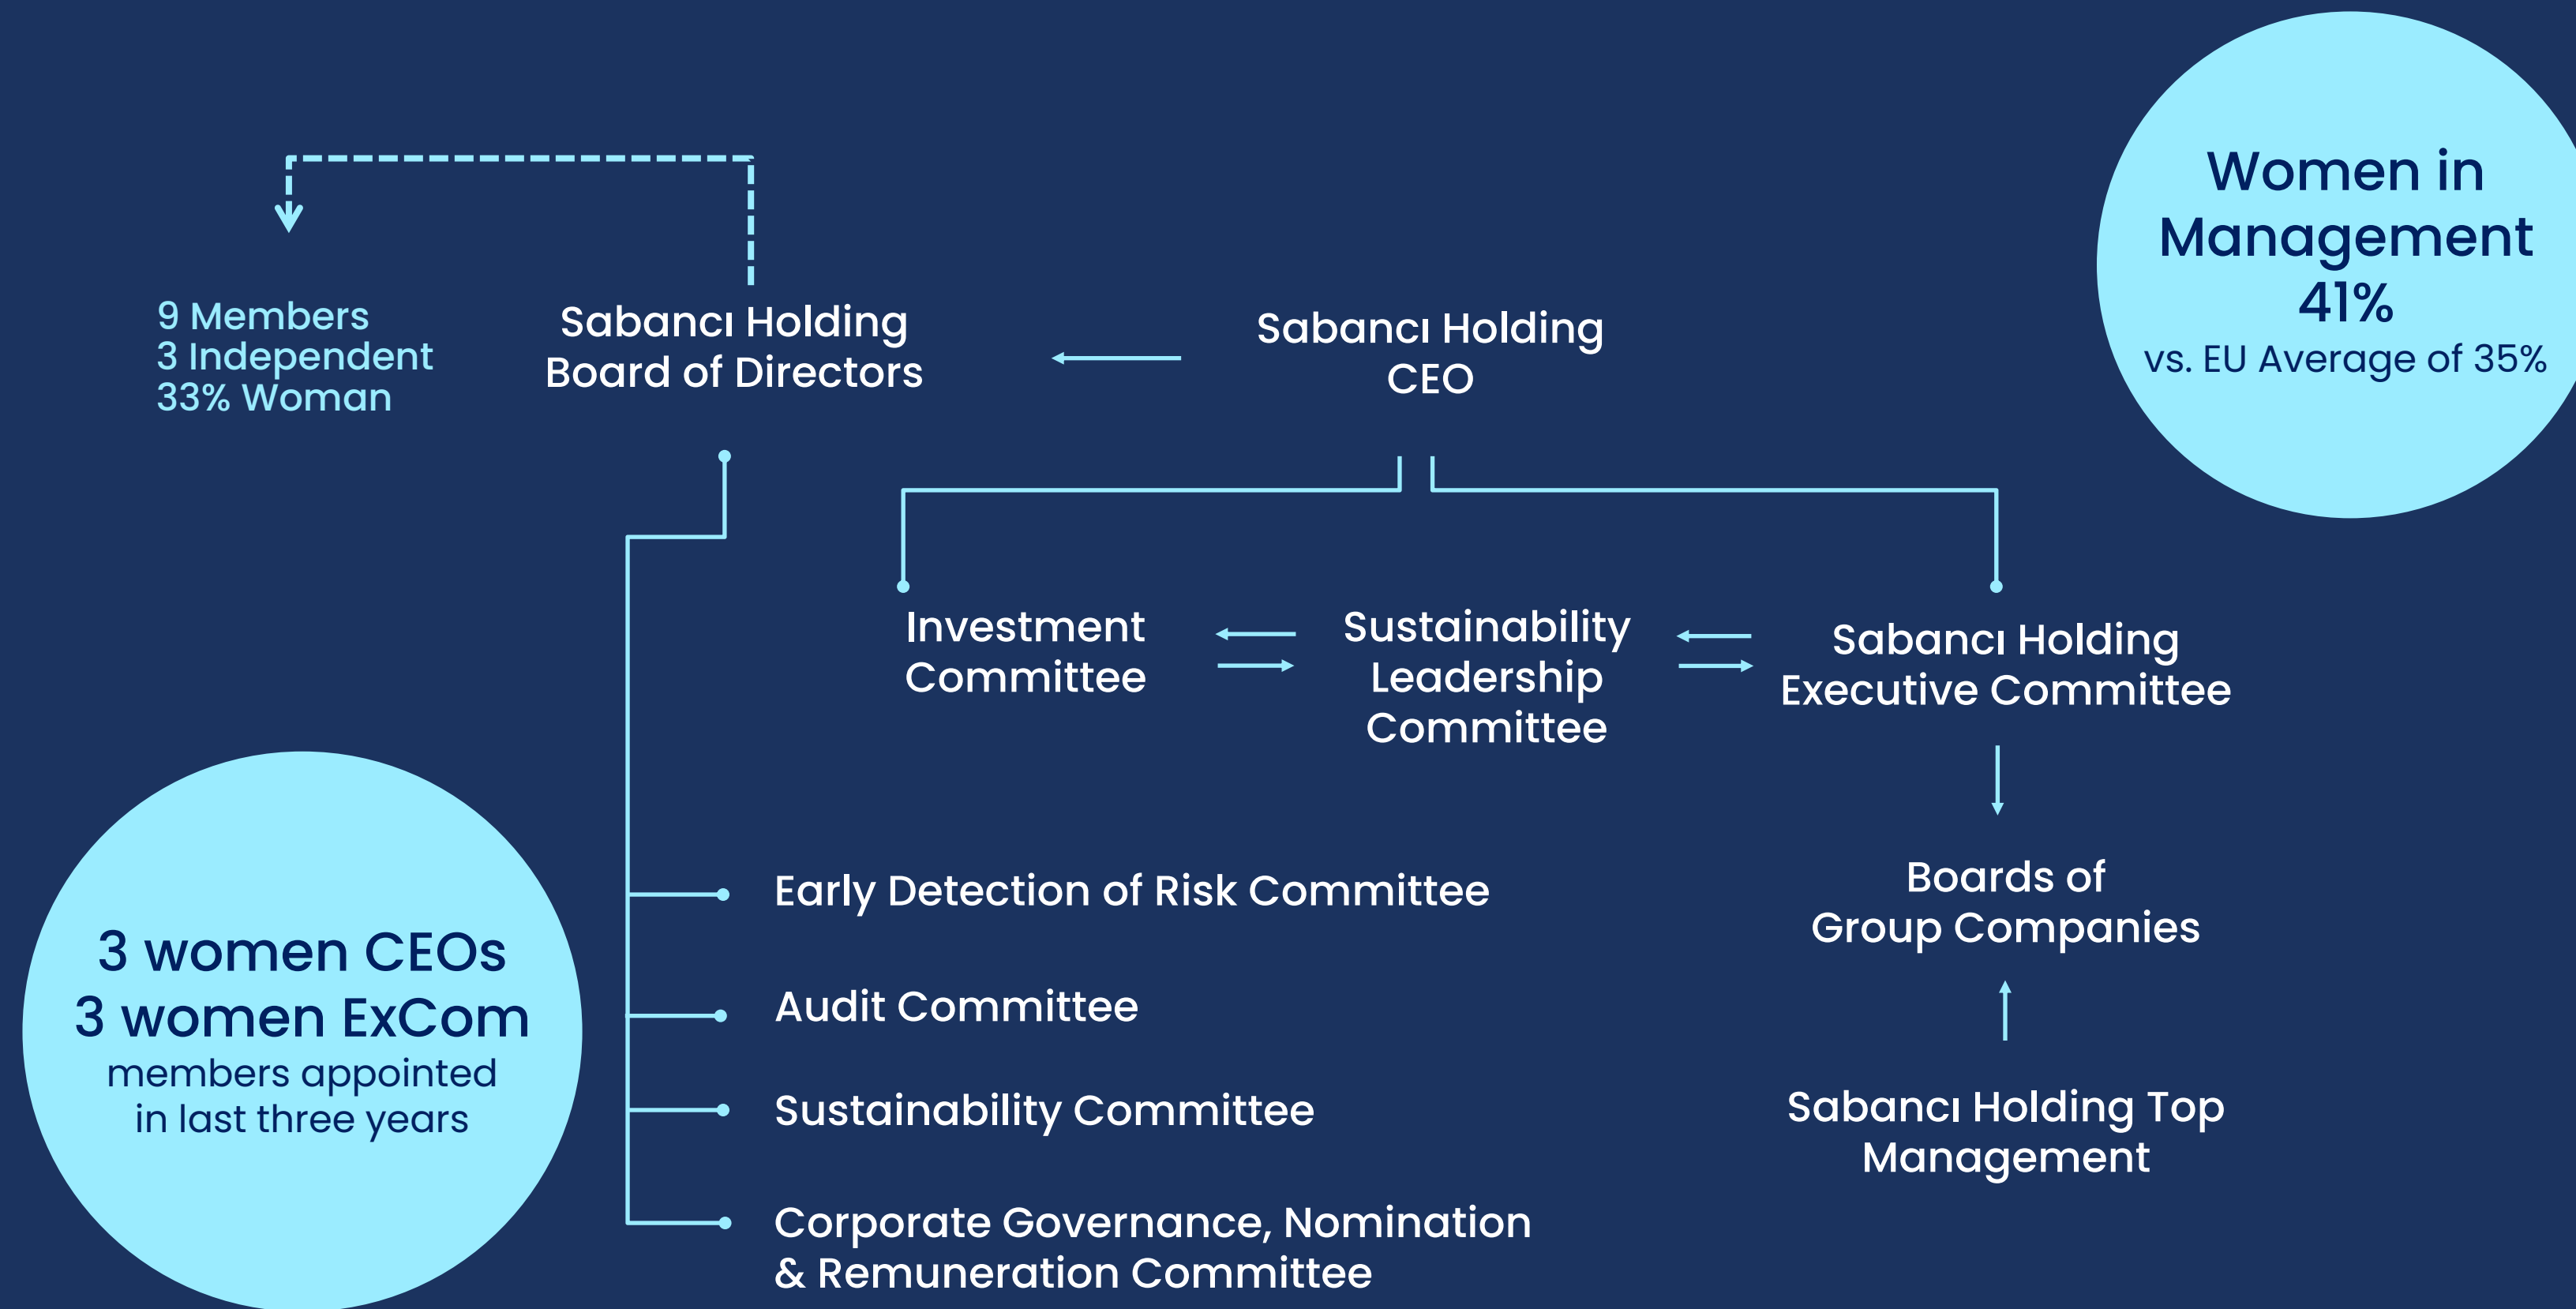 Women in
Management
41%
vs. EU Average of 35%
9 Members
3 Independent
33% Woman
Sabancı Holding
Board of Directors
Sabancı Holding
CEO
Investment
Committee
Sustainability
Leadership
Committee
Sabancı Holding
Executive Committee
Boards of
Group Companies
Sabancı Holding Top
Management
Early Detection of Risk Committee
Audit Committee
Sustainability Committee
Corporate Governance, Nomination
& Remuneration Committee
3 women CEOs
3 women ExCom
members appointed
in last three years